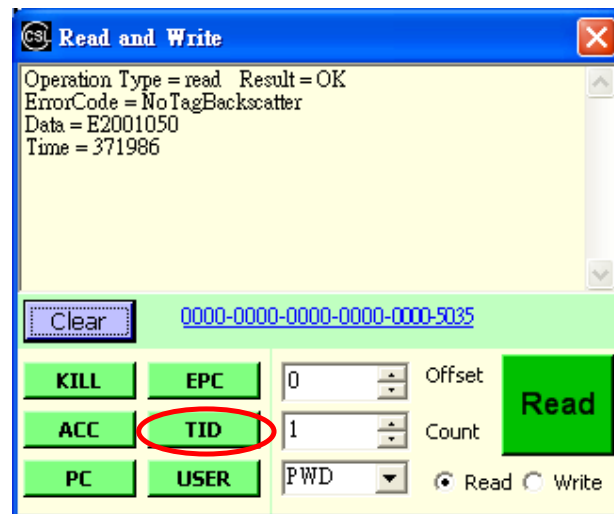 CSL Read and Write
Operation Type = read Result = OK
ErrorCode = NoTagBackscatter
Data = E2001050
Time = 371986
Clear 0000-0000-0000-0000-0000-5035
KILL EPC 0 Offset
Read
ACC TID 1 Count
PC USER PWD Read Write